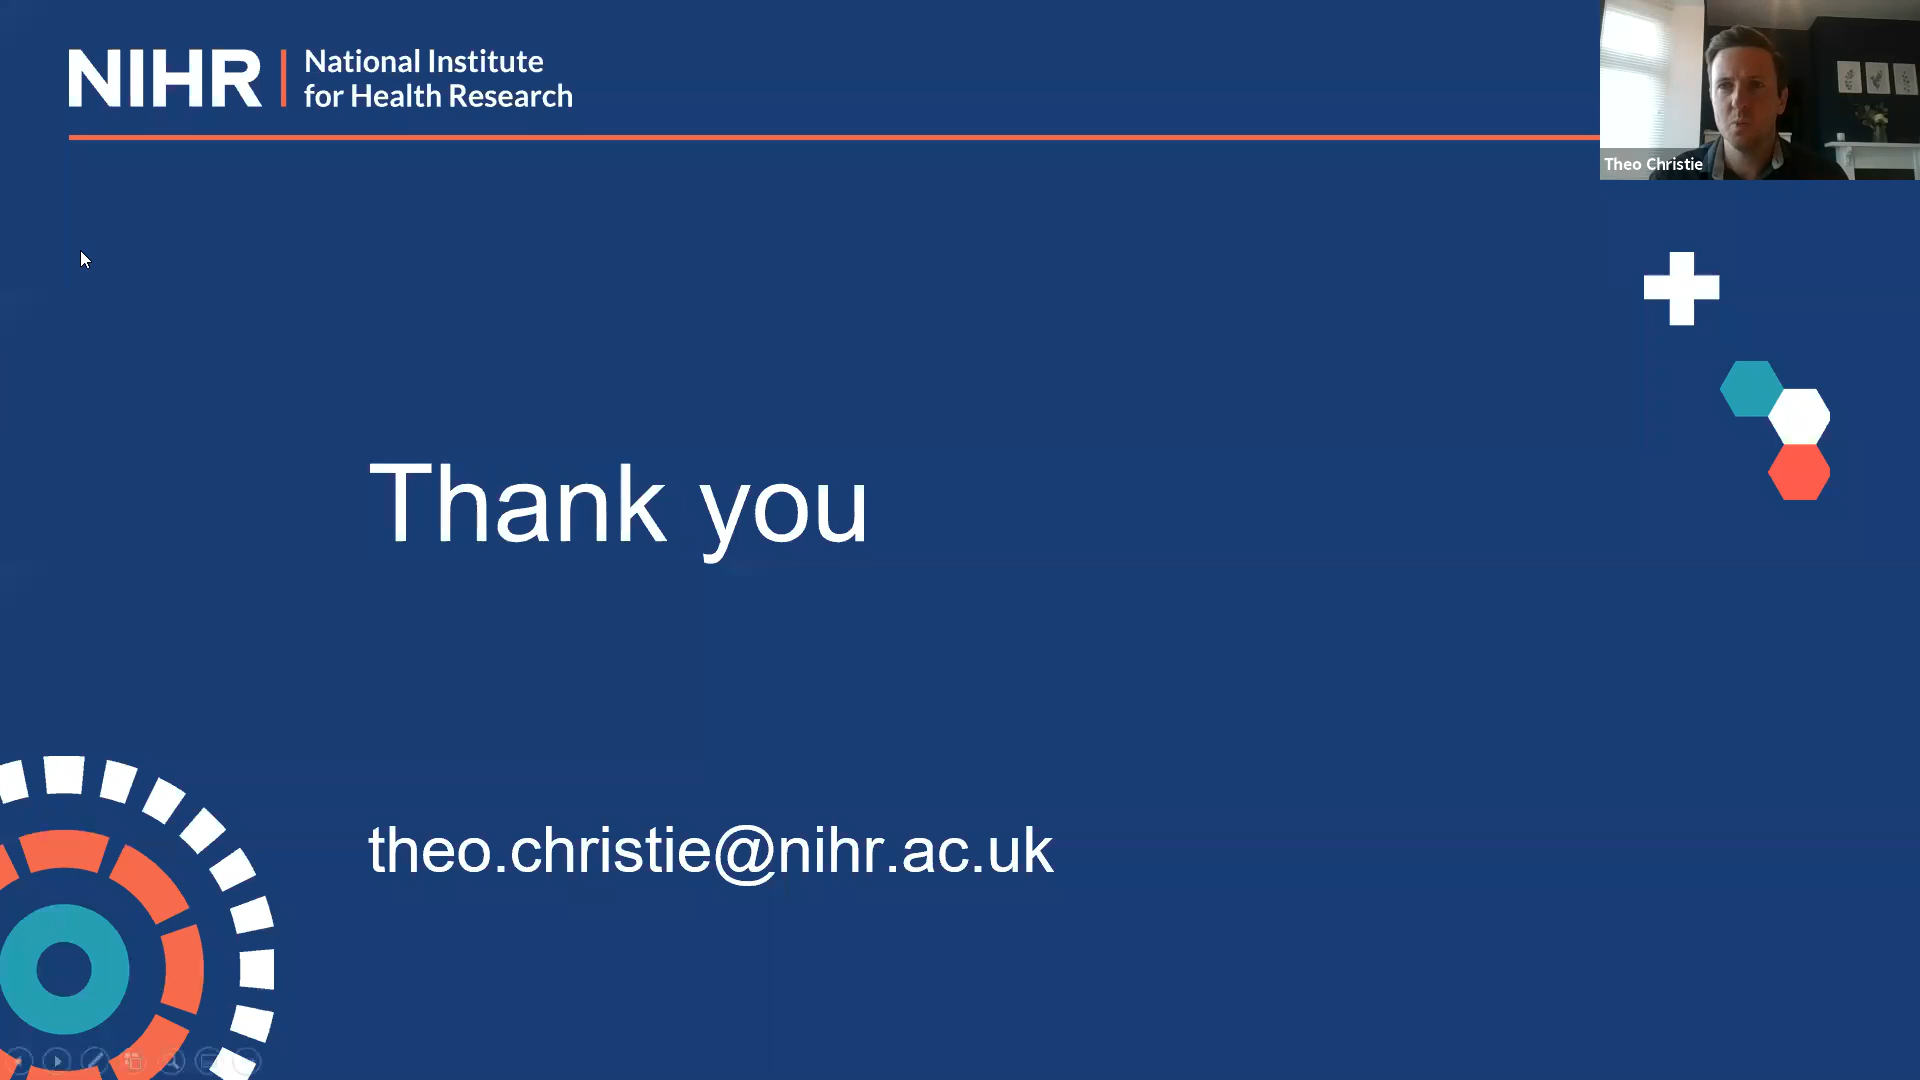 NIHR
National Institute
for Health Research
Theo Christie
Thank you
theo.christie@nihr.ac.uk